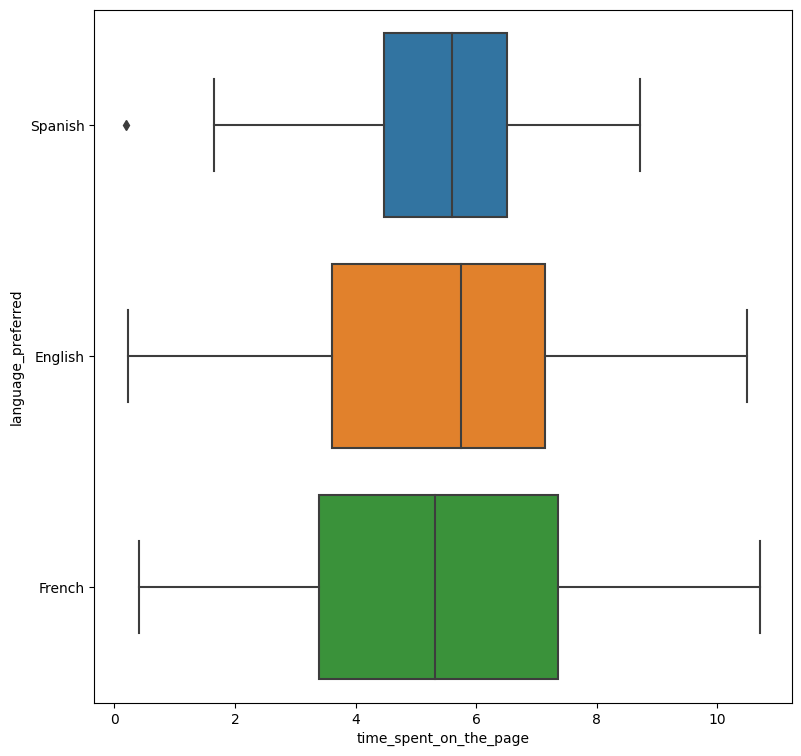 Spanish
English
French
language_preferred
0 2 4 6 8 10
time_spent_on_the_page